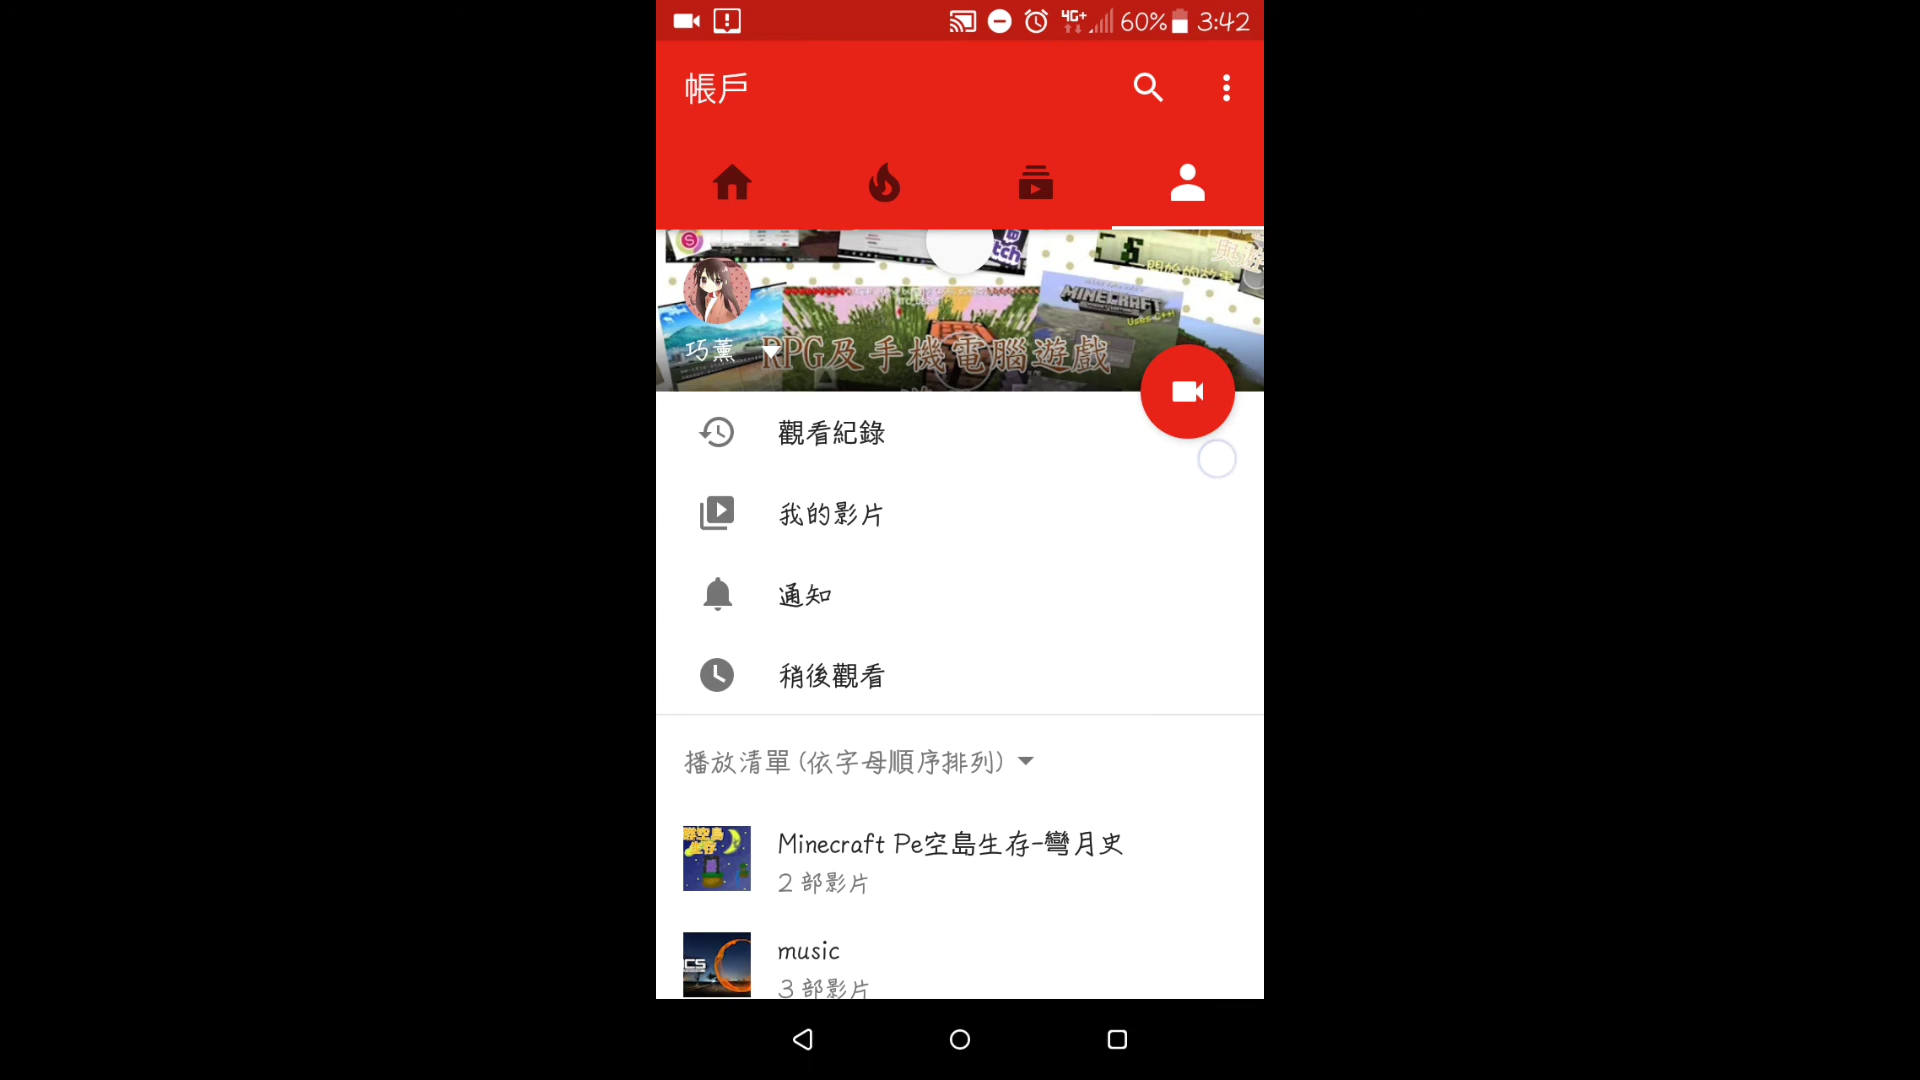 60% 3:42
帳戶
MINECRAFT
巧薰
RPG及手機電腦遊戲
觀看紀錄
我的影片
通知
稍後觀看
播放清單 (依字母順序排列)
Minecraft Pe空島生存-彎月史
2 部影片
music
3 部影片